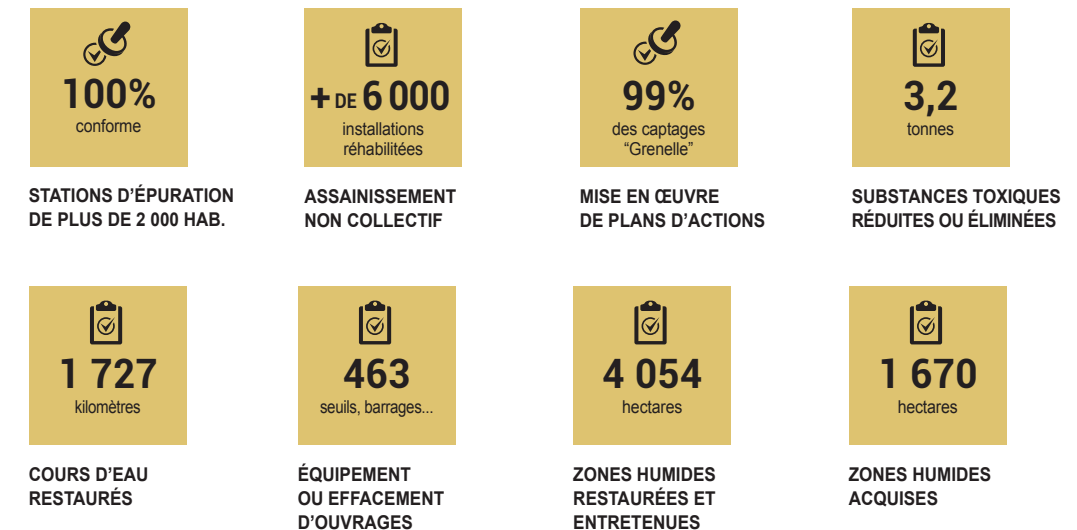 100%
conforme
STATIONS D’ÉPURATION
DE PLUS DE 2 000 HAB.
+ DE 6 000
installations
réhabilitées
ASSAINISSEMENT
NON COLLECTIF
99%
des captages
“Grenelle”
MISE EN ŒUVRE
DE PLANS D’ACTIONS
3,2
tonnes
SUBSTANCES TOXIQUES
RÉDUITES OU ÉLIMINÉES
1 727
kilomètres
COURS D’EAU
RESTAURÉS
463
seuils, barrages...
ÉQUIPEMENT
OU EFFACEMENT
D’OUVRAGES
4 054
hectares
ZONES HUMIDES
RESTAURÉES ET
ENTRETENUES
1 670
hectares
ZONES HUMIDES
ACQUISES